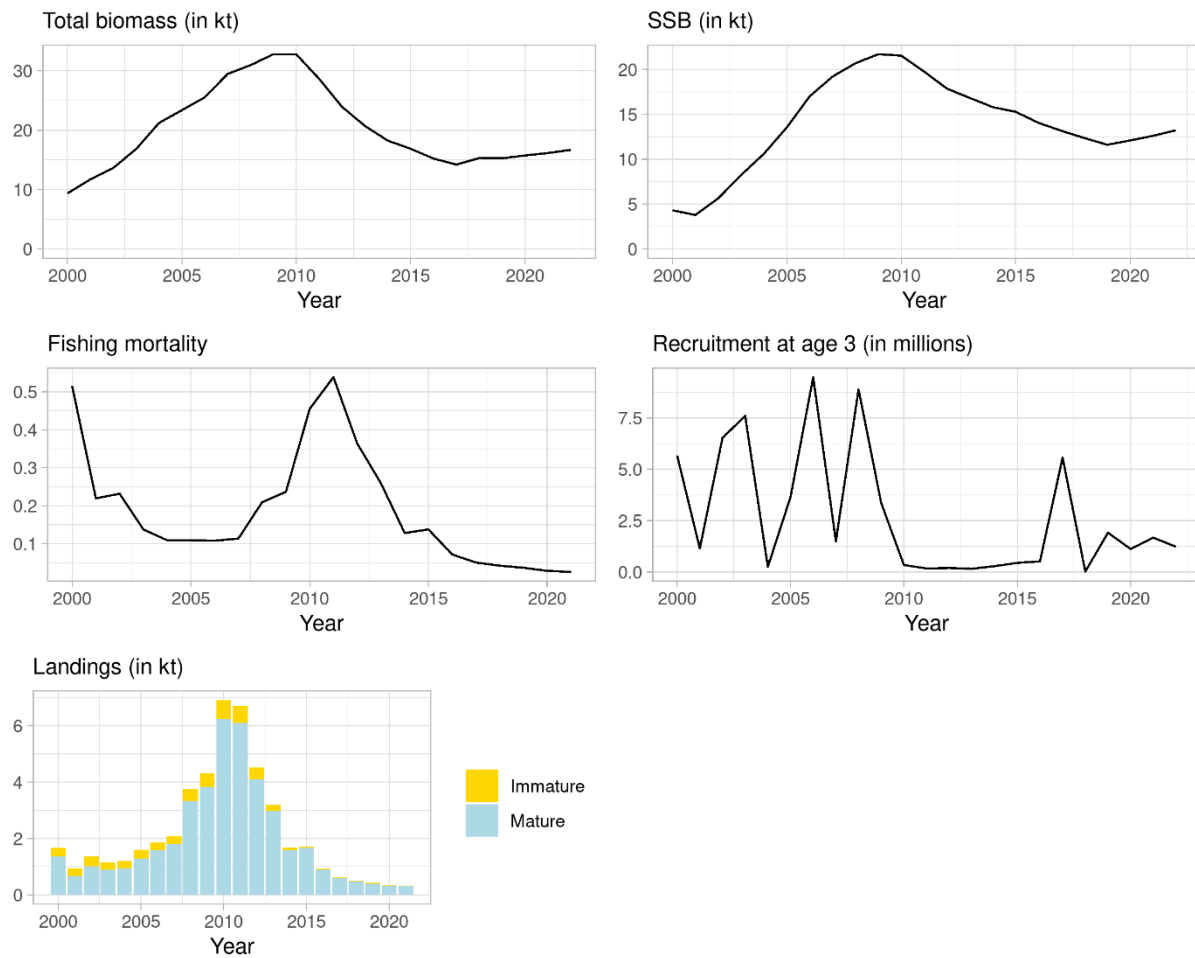 Total biomass (in kt)
30
20
10
0
2000 2005 2010 2015 2020
Year
SSB (in kt)
20
15
10
5
0
2000 2005 2010 2015 2020
Year
Fishing mortality
0.5
0.4
0.3
0.2
0.1
2000 2005 2010 2015 2020
Year
Recruitment at age 3 (in millions)
7.5
5.0
2.5
0.0
2000 2005 2010 2015 2020
Year
Landings (in kt)
6
4
2
0
2000 2005 2010 2015 2020
Year
Immature
Mature